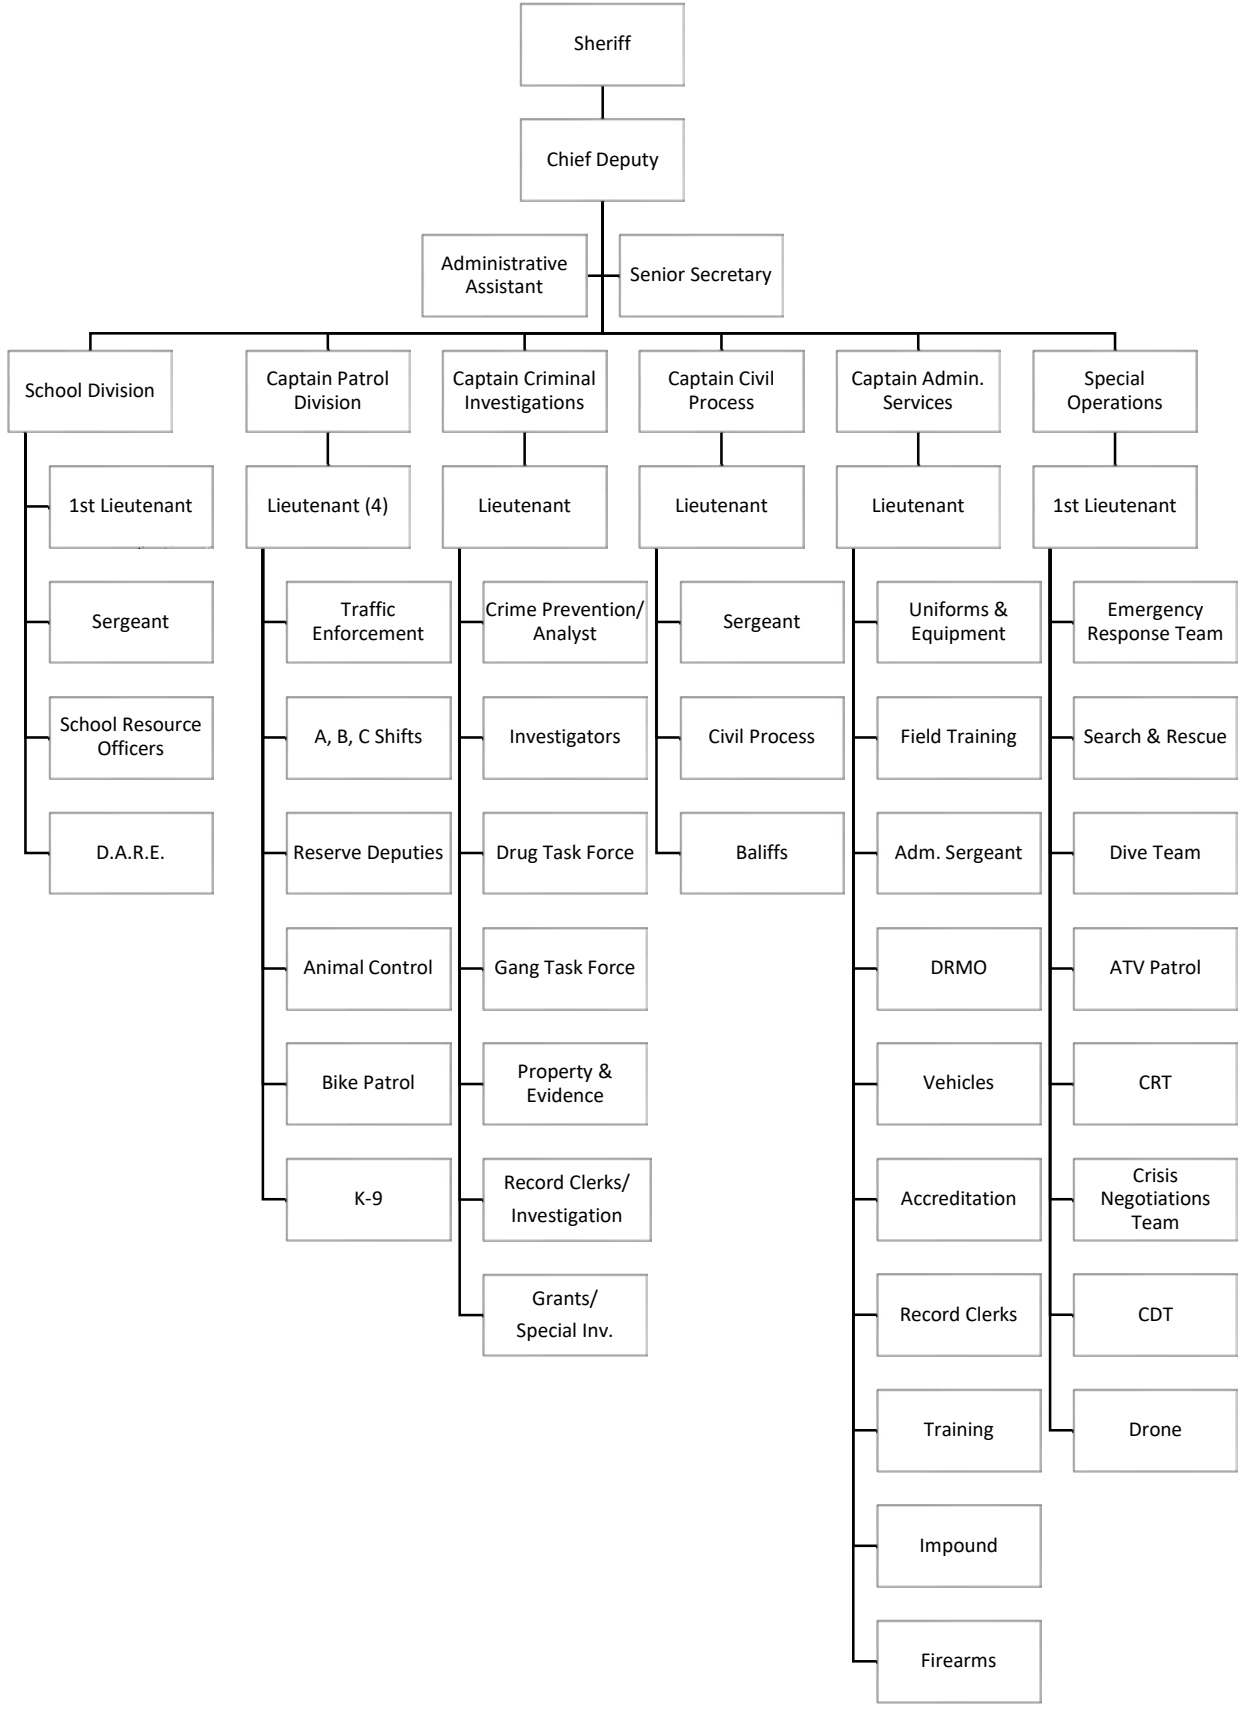 Sheriff
Chief Deputy
Administrative
Assistant
Senior Secretary
School Division
Captain Patrol
Division
Captain Criminal
Investigations
Captain Civil
Process
Captain Admin.
Services
Special
Operations
1st Lieutenant
Lieutenant (4)
Lieutenant
Lieutenant
Lieutenant
1st Lieutenant
Sergeant
Traffic
Enforcement
Crime Prevention/
Analyst
Sergeant
Uniforms &
Equipment
Emergency
Response Team
School Resource
Officers
A, B, C Shifts
Investigators
Civil Process
Field Training
Search & Rescue
D.A.R.E.
Reserve Deputies
Drug Task Force
Baliffs
Adm. Sergeant
Dive Team
Animal Control
Gang Task Force
DRMO
ATV Patrol
Bike Patrol
Property &
Evidence
Vehicles
CRT
K-9
Record Clerks/
Investigation
Accreditation
Crisis
Negotiations
Team
Grants/
Special Inv.
Record Clerks
CDT
Training
Drone
Impound
Firearms